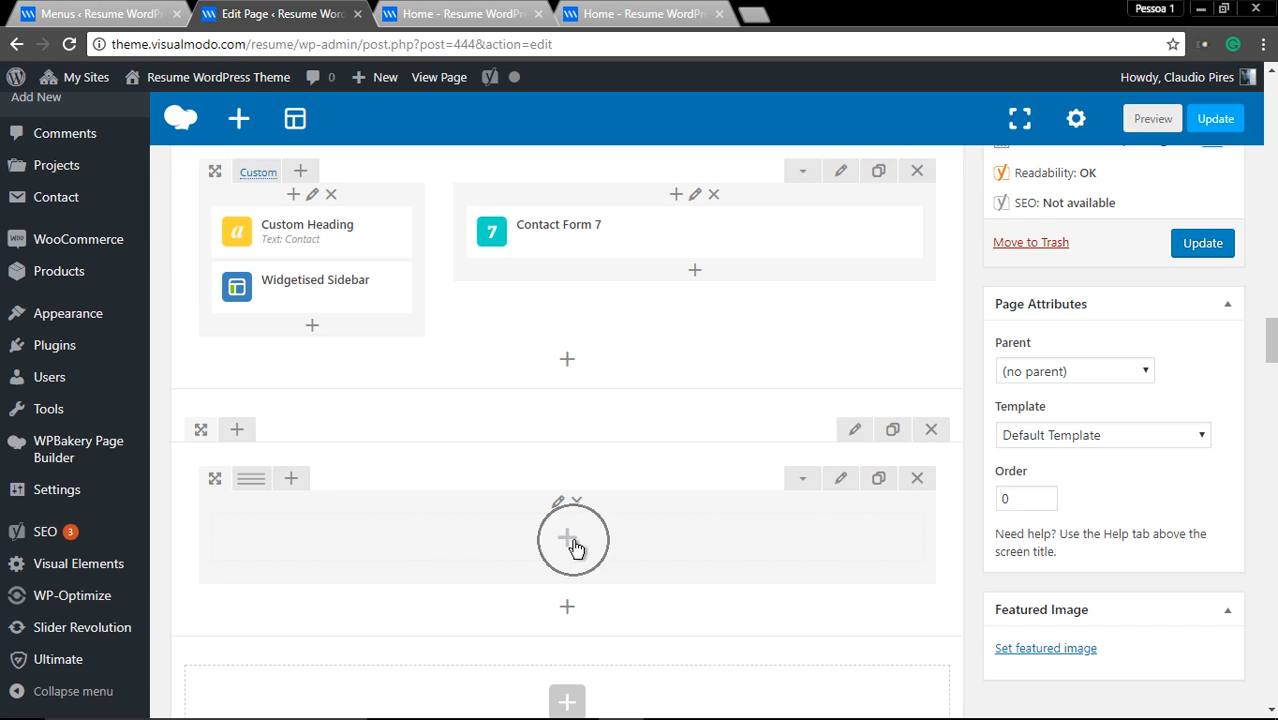 Menus ‹ Resume WordP
Edit Page ‹ Resume Word
Home - Resume WordPr
Home - Resume WordPr
Pessoa 1
theme.visualmodo.com/resume/wp-admin/post.php?post=444&action=edit
My Sites
Resume WordPress Theme
0
New
View Page
Howdy, Claudio Pires
Add New
Comments
Projects
Contact
WooCommerce
Products
Appearance
Plugins
Users
Tools
WPBakery Page
Builder
Settings
SEO 3
Visual Elements
WP-Optimize
Slider Revolution
Ultimate
Collapse menu
Preview
Update
Custom
Custom Heading
Text: Contact
Widgetised Sidebar
7
Contact Form 7
Readability: OK
SEO: Not available
Move to Trash
Update
Page Attributes
Parent
(no parent)
Template
Default Template
Order
0
Need help? Use the Help tab above the
screen title.
Featured Image
Set featured image